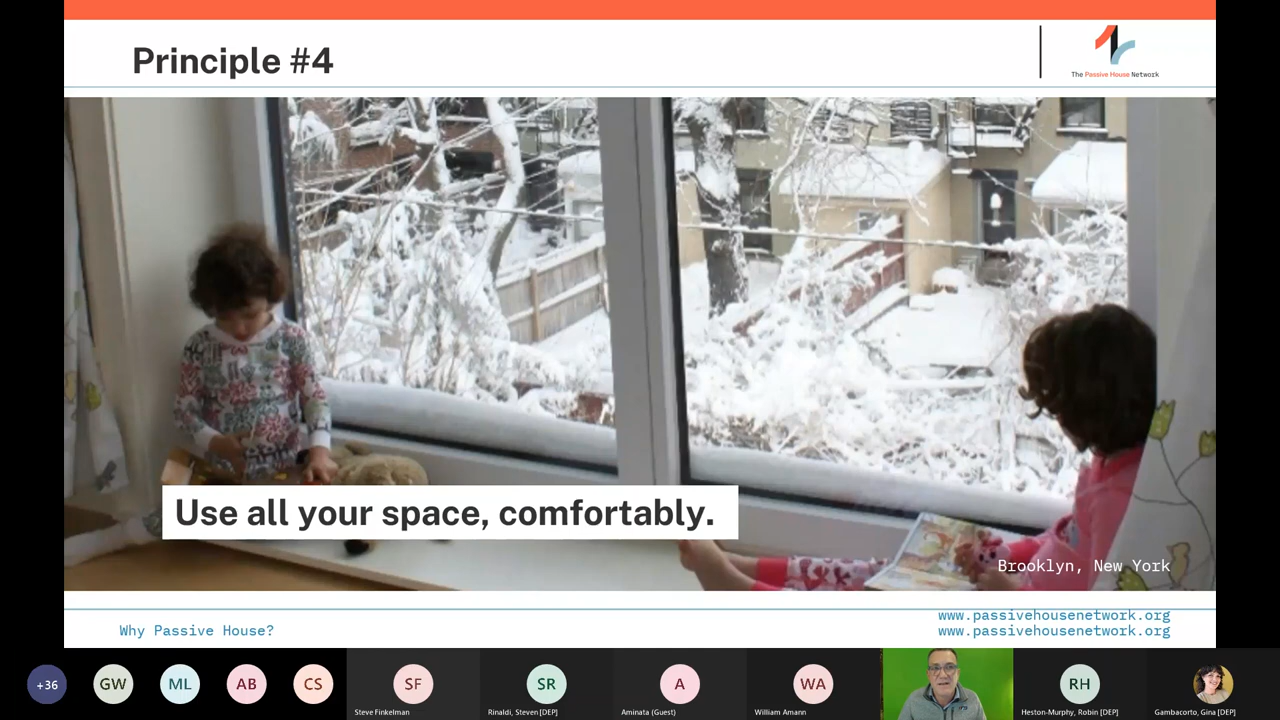 Principle #4
The Passive House Network
Use all your space, comfortably.
Brooklyn, New York
Why Passive House?
www.passivehousenetwork.org
www.passivehousenetwork.org
+36
GW
ML
AB
CS
SF
SR
A
WA
RH
Steve Finkelman
Rinaldi, Steven [DEP]
Aminata (Guest)
William Amann
Heston-Murphy, Robin [DEP]
Gambacorto, Gina [DEP]